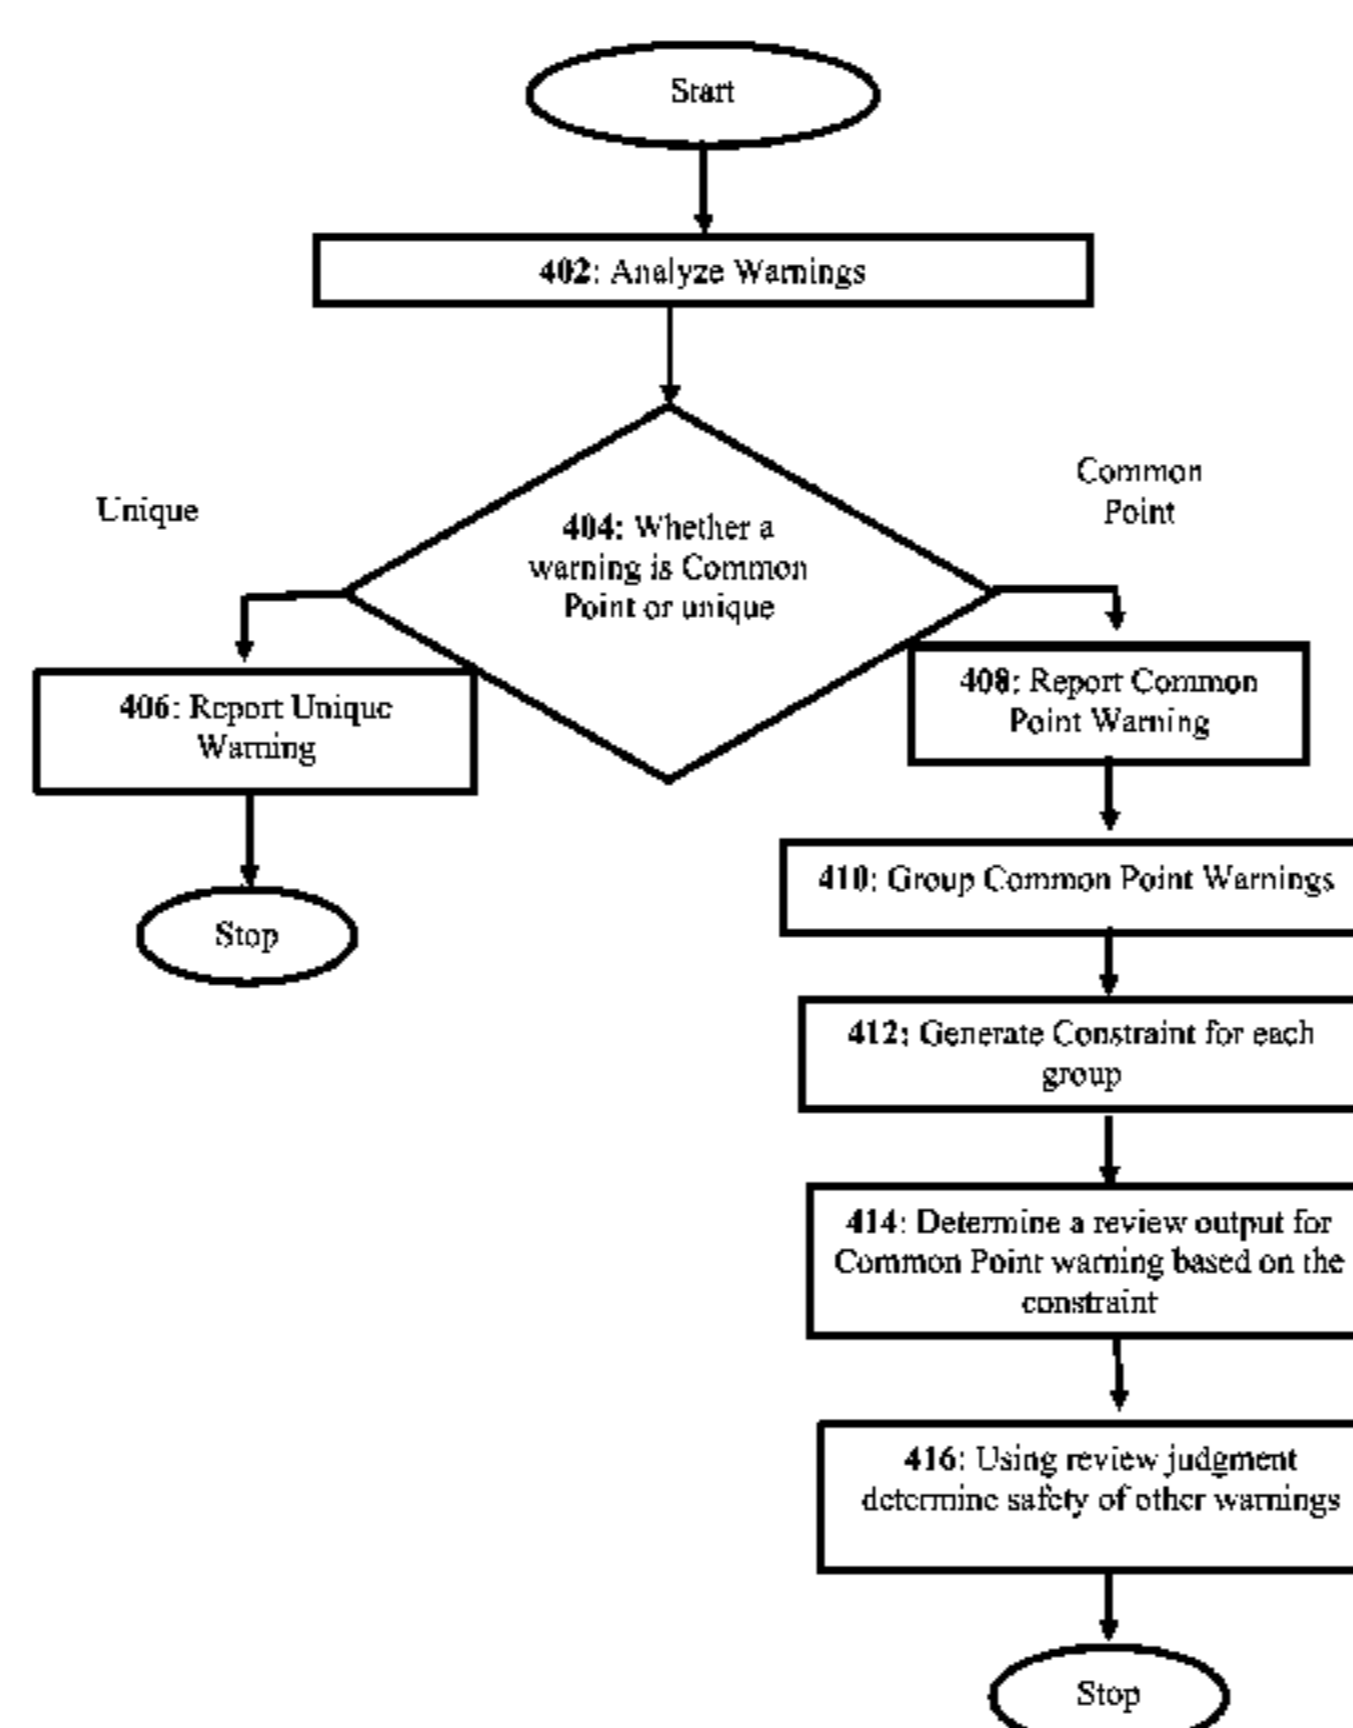 Start
402: Analyze Warnings
Unique
404: Whether a
warning is Common
Point or unique
Common
Point
406: Report Unique
Warning
Stop
408: Report Common
Point Warning
410: Group Common Point Warnings
412: Generate Constraint for each
group
414: Determine a review output for
Common Point warning based on the
constraint
416: Using review judgment
determine safety of other warnings
Stop